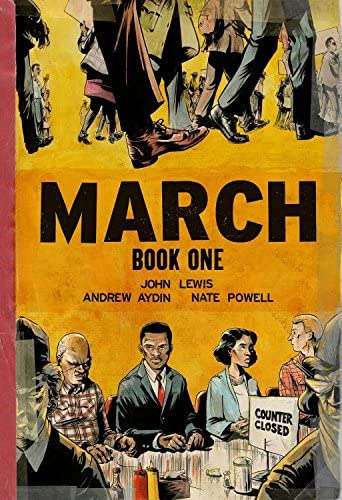 MARCH
BOOK ONE
JOHN LEWIS
ANDREW AYDIN NATE POWELL
COUNTER
CLOSED